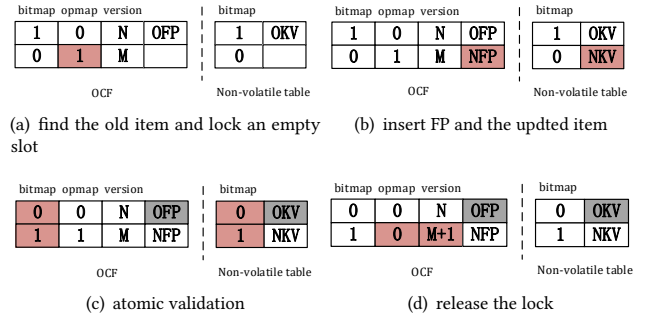 bitmap opmap version bitmap
1 0 N OFP 1 OKV
0 1 M 0
OCF Non-volatile table
(a) find the old item and lock an empty
slot
bitmap opmap version bitmap
1 0 N OFP 1 OKV
0 1 M NFP 0 NKV
OCF Non-volatile table
(b) insert FP and the updted item
bitmap opmap version bitmap
0 0 N OFP 0 OKV
1 1 M NFP 1 NKV
OCF Non-volatile table
(c) atomic validation
bitmap opmap version bitmap
0 0 N OFP 0 OKV
1 0 M+1 NFP 1 NKV
OCF Non-volatile table
(d) release the lock